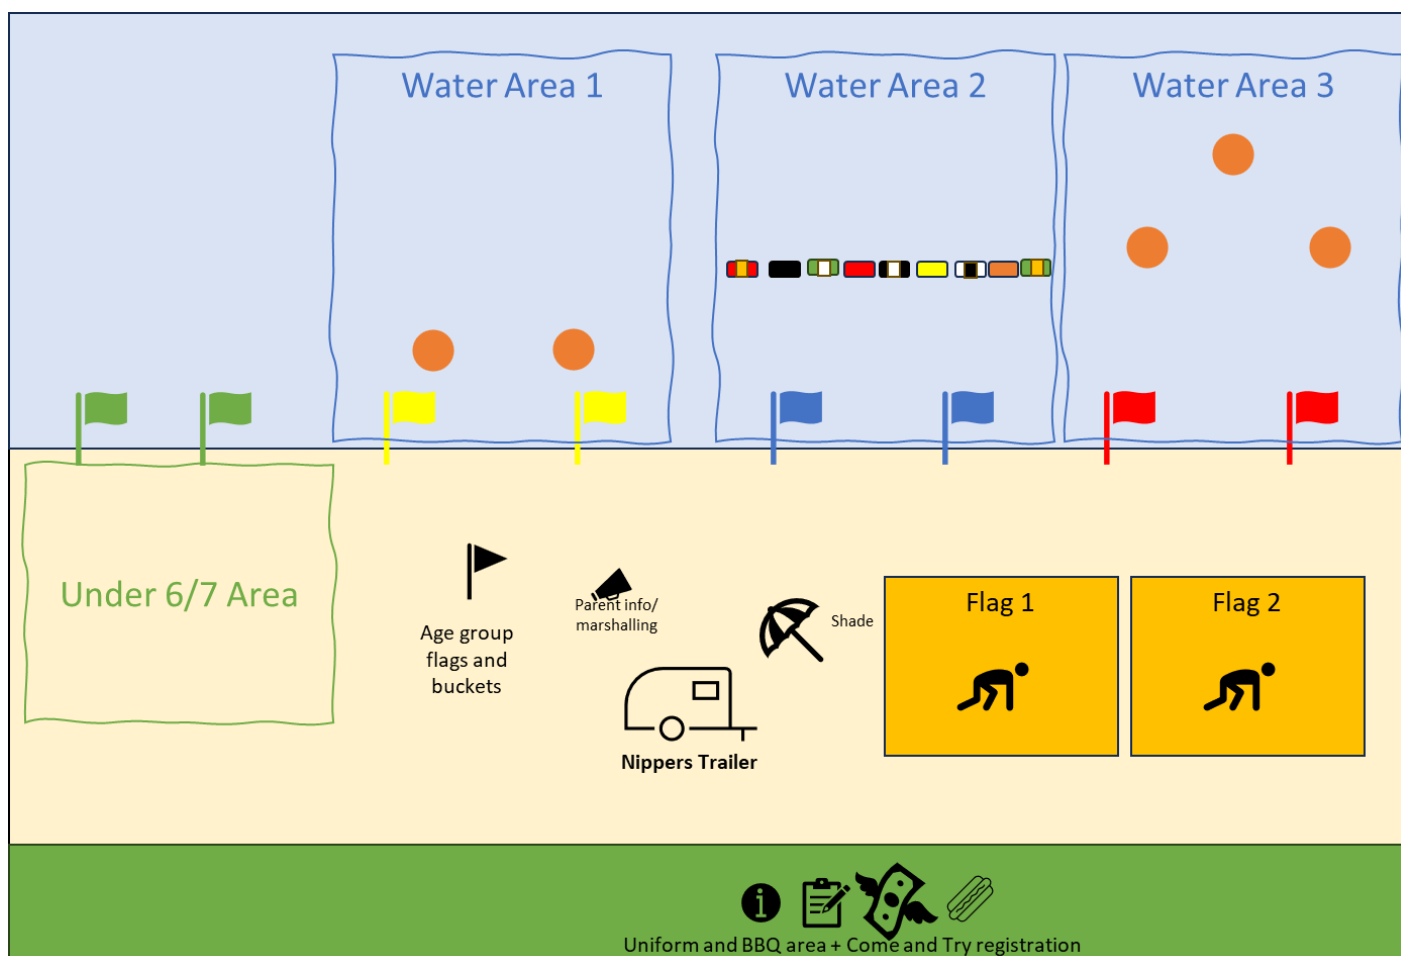 Water Area 1
Water Area 2
Water Area 3
Under 6/7 Area
Age group
flags and
buckets
Parent info/
marshalling
Shade
Nippers Trailer
Flag 1
Flag 2
Uniform and BBQ area + Come and Try registration